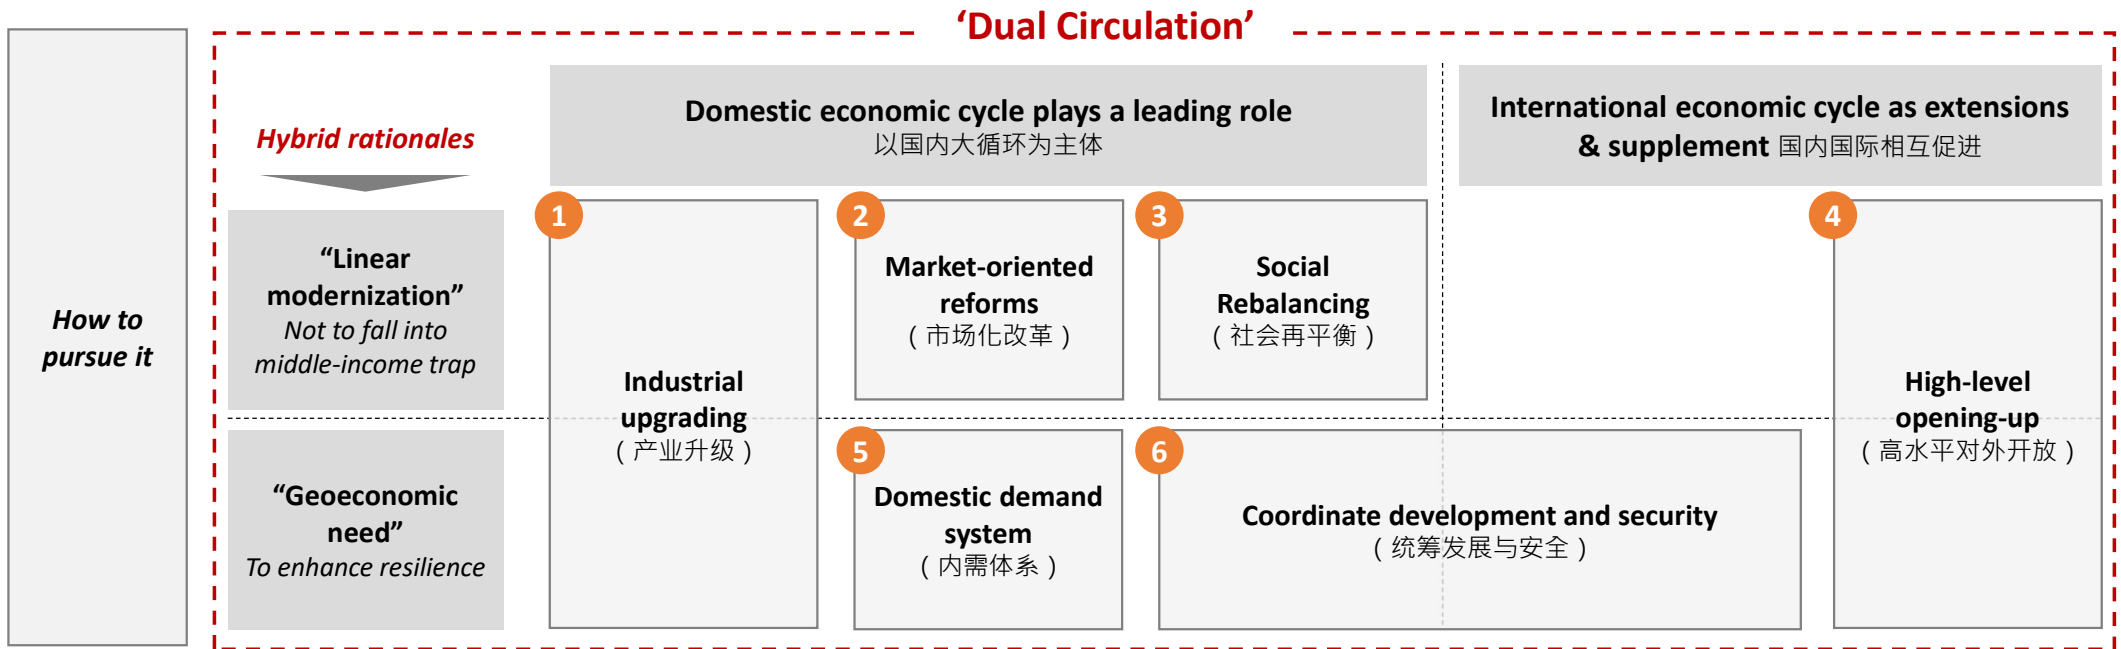 ‘Dual Circulation’
How to
pursue it
Hybrid rationales
Domestic economic cycle plays a leading role
以国内大循环为主体
International economic cycle as extensions
& supplement 国内国际相互促进
“Linear
modernization”
Not to fall into
middle-income trap
1
Industrial
upgrading
(产业升级)
2
Market-oriented
reforms
(市场化改革)
3
Social
Rebalancing
(社会再平衡)
4
High-level
opening-up
(高水平对外开放)
“Geoeconomic
need”
To enhance resilience
5
Domestic demand
system
(内需体系)
6
Coordinate development and security
(统筹发展与安全)